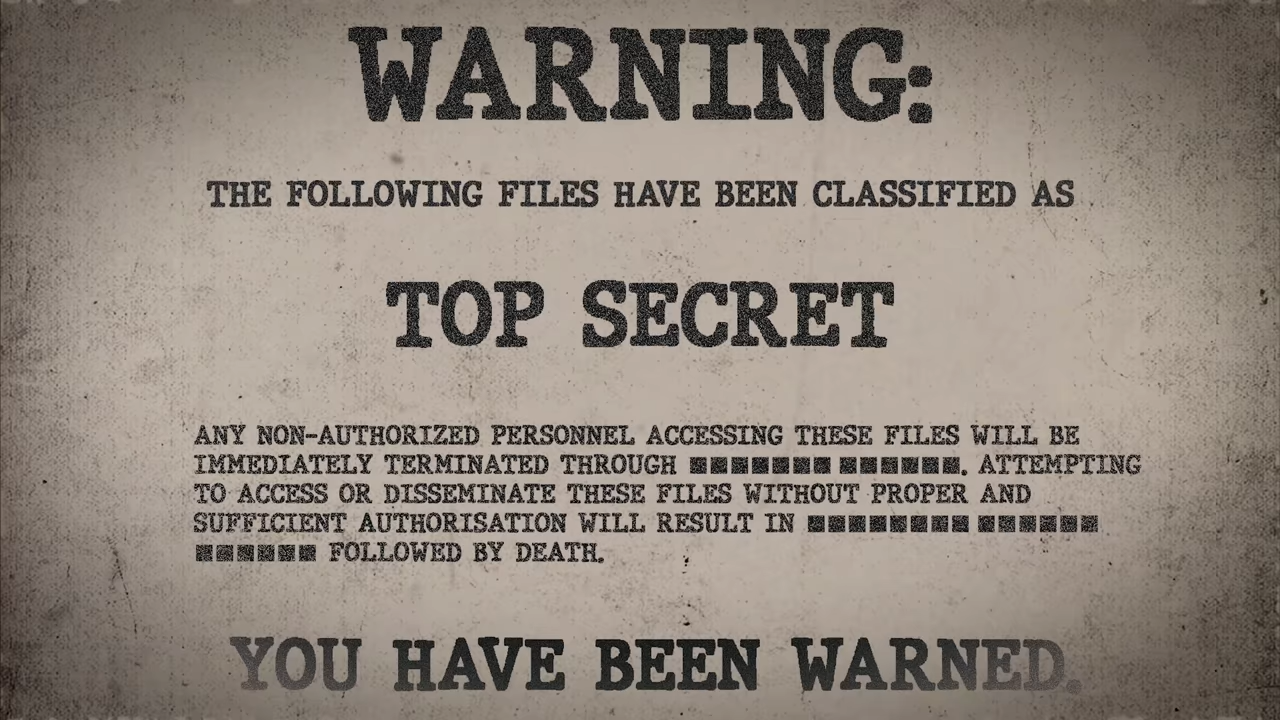 WARNING:
THE FOLLOWING FILES HAVE BEEN CLASSIFIED AS
TOP SECRET
ANY NON-AUTHORIZED PERSONNEL ACCESSING THESE FILES WILL BE
IMMEDIATELY TERMINATED THROUGH ■■■■■■■ ■■■■■■. ATTEMPTING
TO ACCESS OR DISSEMINATE THESE FILES WITHOUT PROPER AND
SUFFICIENT AUTHORISATION WILL RESULT IN ■■■■■■■■ ■■■■■■
■■■■■■ FOLLOWED BY DEATH.
YOU HAVE BEEN WARNED.